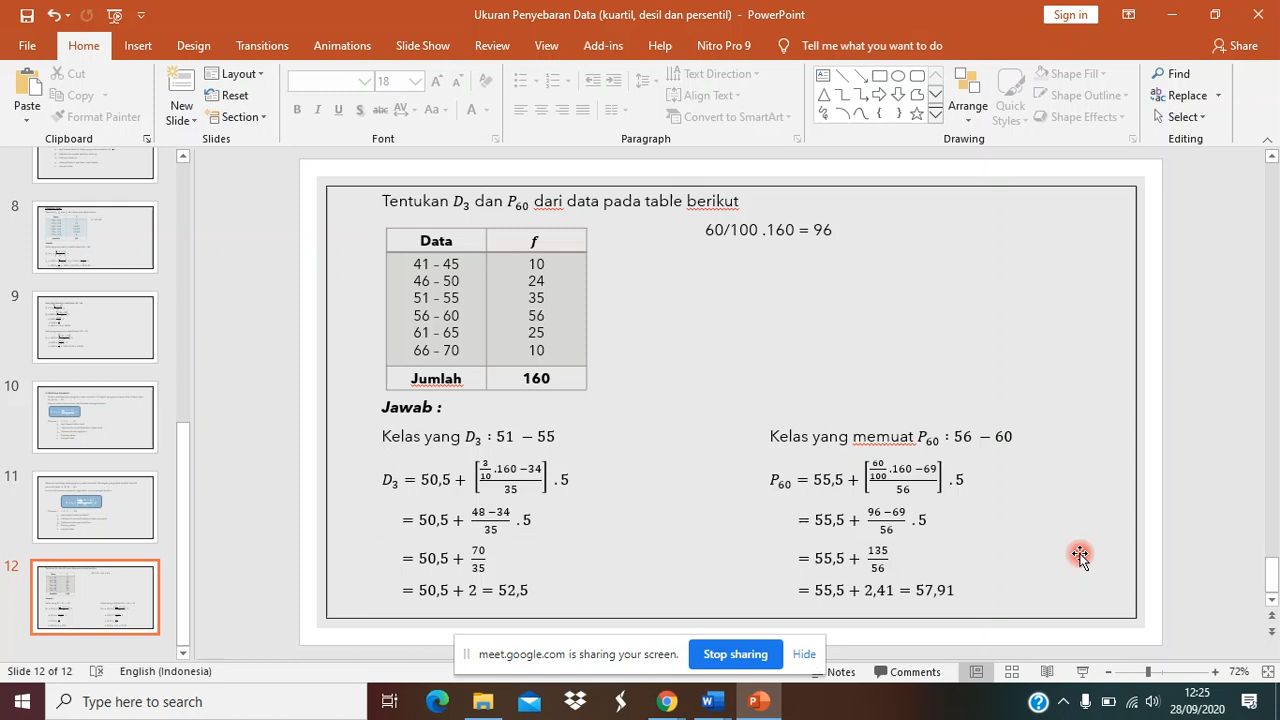 Ukuran Penyebaran Data (kuartil, desil dan persentil) - PowerPoint
Sign in
File Home Insert Design Transitions Animations Slide Show Review View Add-ins Help Nitro Pro 9 Tell me what you want to do Share
Paste
Cut
Copy
Format Painter
Clipboard
New Slide
Layout
Reset
Section
Slides
18
B I U S abc AV Aa A
Font
Text Direction
Align Text
Convert to SmartArt
Paragraph
Arrange
Quick Styles
Shape Fill
Shape Outline
Shape Effects
Drawing
Find
Replace
Select
Editing
8
9
10
11
12
Tentukan D₃ dan P₆₀ dari data pada table berikut
60/100 .160 = 96
Data f
41 – 45 10
46 – 50 24
51 – 55 35
56 – 60 56
61 – 65 25
66 – 70 10
Jumlah 160
Jawab :
Kelas yang D₃ : 51 − 55
D₃ = 50,5 + [(3/10 .160 −34)/35] . 5
= 50,5 + (48 −34)/35 . 5
= 50,5 + 70/35
= 50,5 + 2 = 52,5
Kelas yang memuat P₆₀ : 56 − 60
P₆₀ = 55,5 + [(60/100 .160 −69)/56] . 5
= 55,5 + (96 −69)/56 . 5
= 55,5 + 135/56
= 55,5 + 2,41 = 57,91
meet.google.com is sharing your screen. Stop sharing Hide
Slide 12 of 12 English (Indonesia) Notes Comments 72%
Type here to search
12:25
28/09/2020